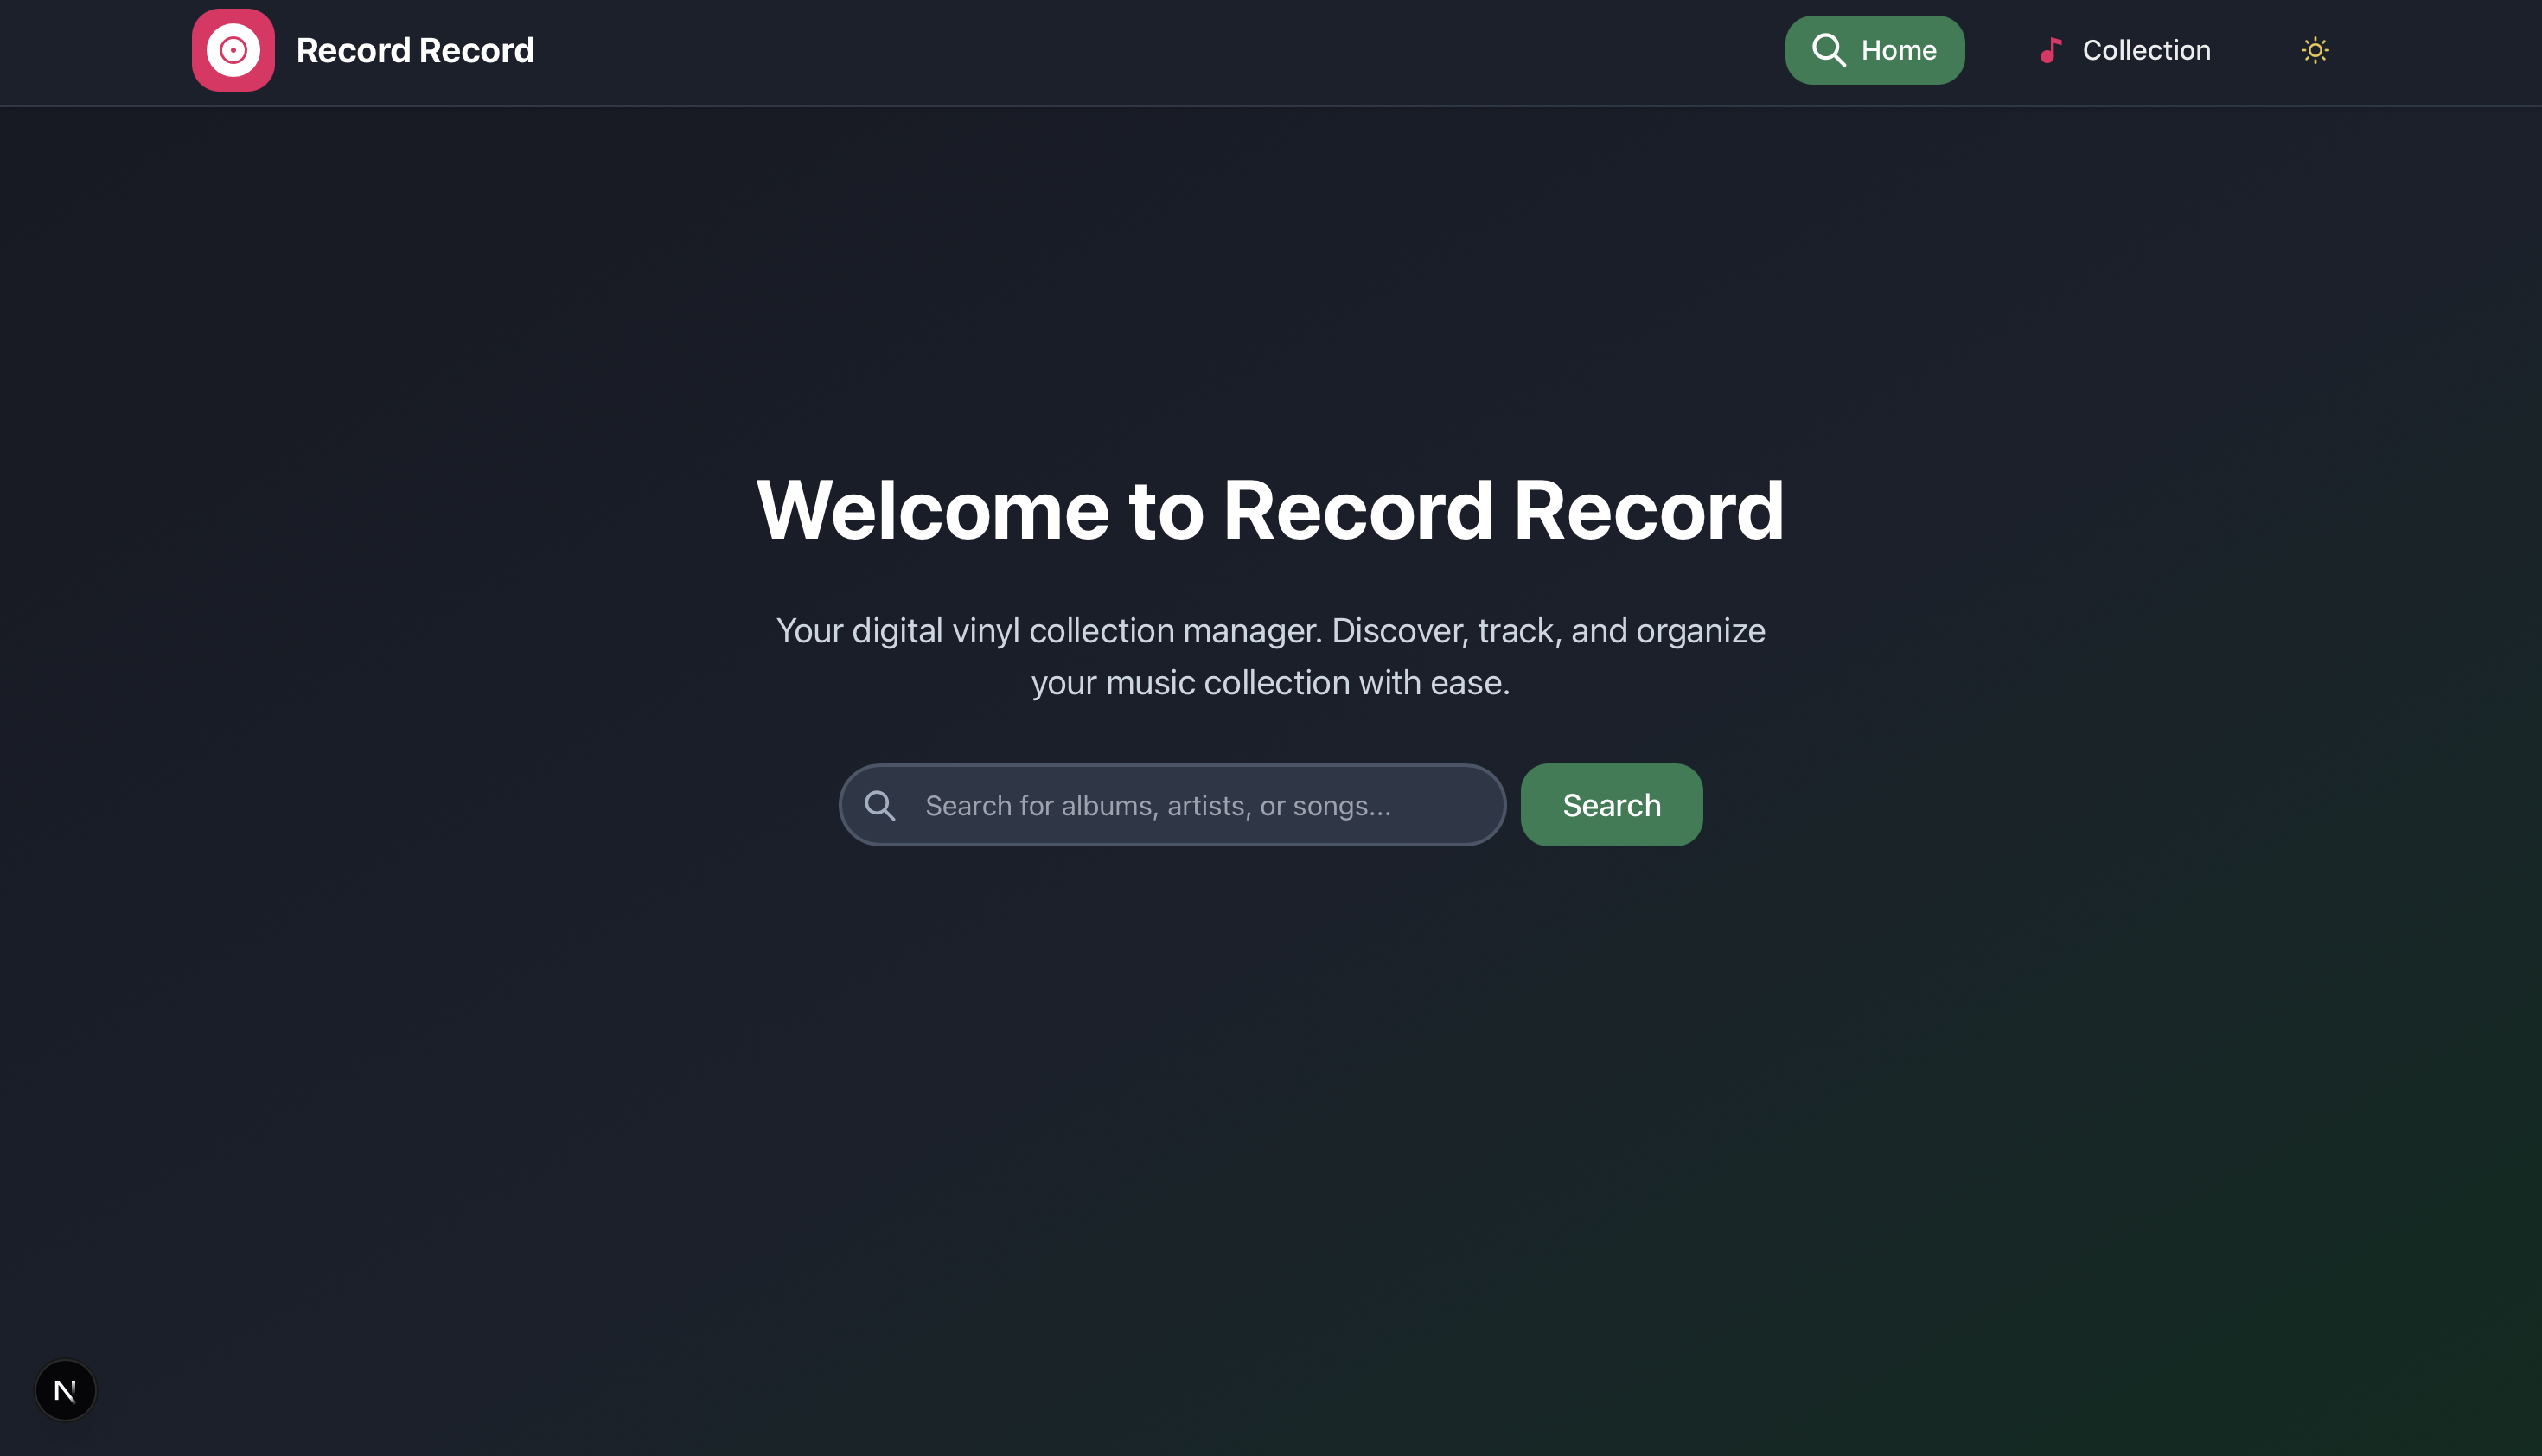 Record Record
Home
Collection
Welcome to Record Record
Your digital vinyl collection manager. Discover, track, and organize
your music collection with ease.
Search for albums, artists, or songs...
Search
N